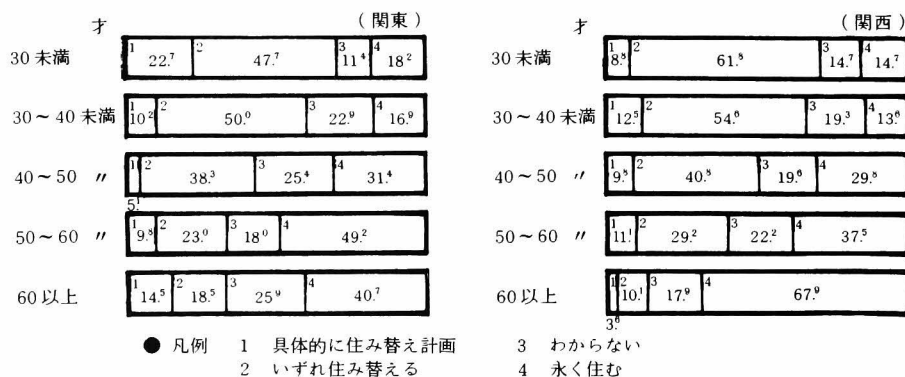 才 (関東)
30未満 1 22.7 2 47.7 3 11.4 4 18.2
30～40未満 1 10.2 2 50.0 3 22.9 4 16.9
40～50 〃 1 2 38.3 3 25.4 4 31.4
5.1
50～60 〃 1 9.8 2 23.0 3 18.0 4 49.2
60以上 1 14.5 2 18.5 3 25.9 4 40.7
才 (関西)
30未満 1 8.8 2 61.8 3 14.7 4 14.7
30～40未満 1 12.5 2 54.6 3 19.3 4 13.6
40～50 〃 1 9.8 2 40.8 3 19.6 4 29.8
50～60 〃 1 11.1 2 29.2 3 22.2 4 37.5
60以上 1 2 10.1 3 17.9 4 67.9
3.6
● 凡例 1 具体的に住み替え計画 3 わからない
2 いずれ住み替える 4 永く住む